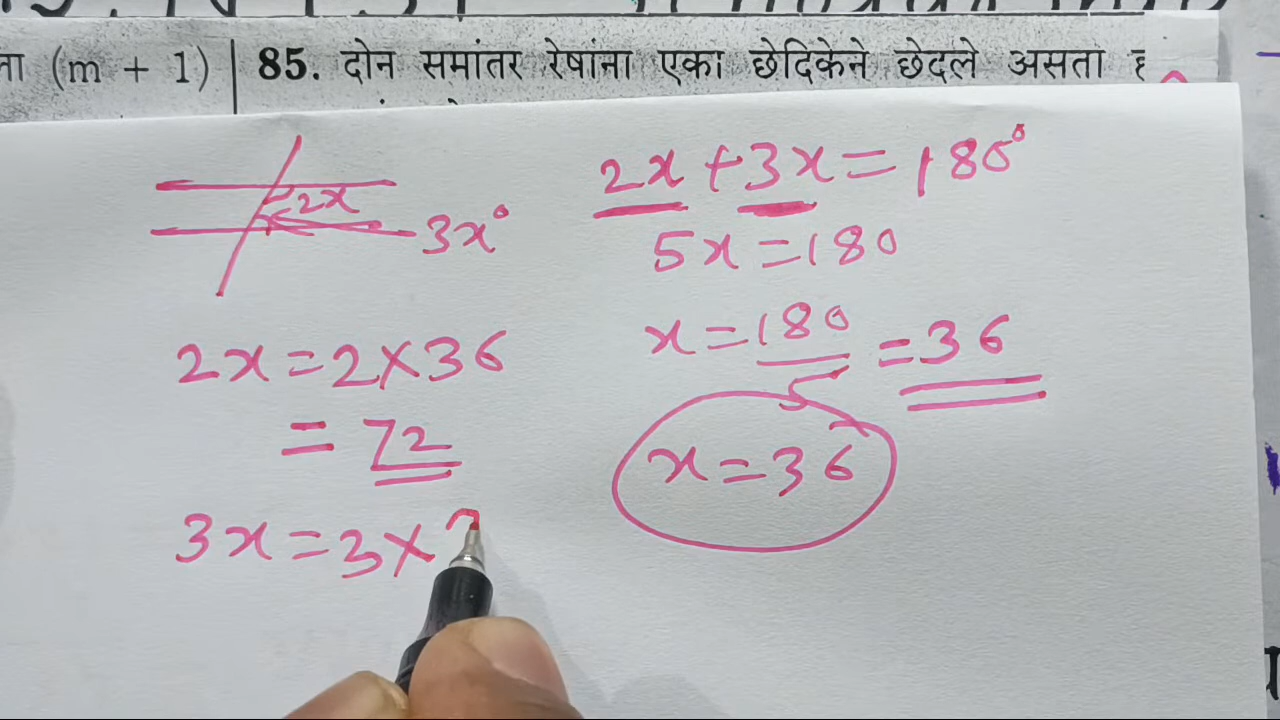 (m + 1)
85. दोन समांतर रेषांना एका छेदिकेने छेदले असता
2x
3x°
2x + 3x = 180°
5x = 180
x = 180 / 5 = 36
x = 36
2x = 2 × 36
= 72
3x = 3 ×